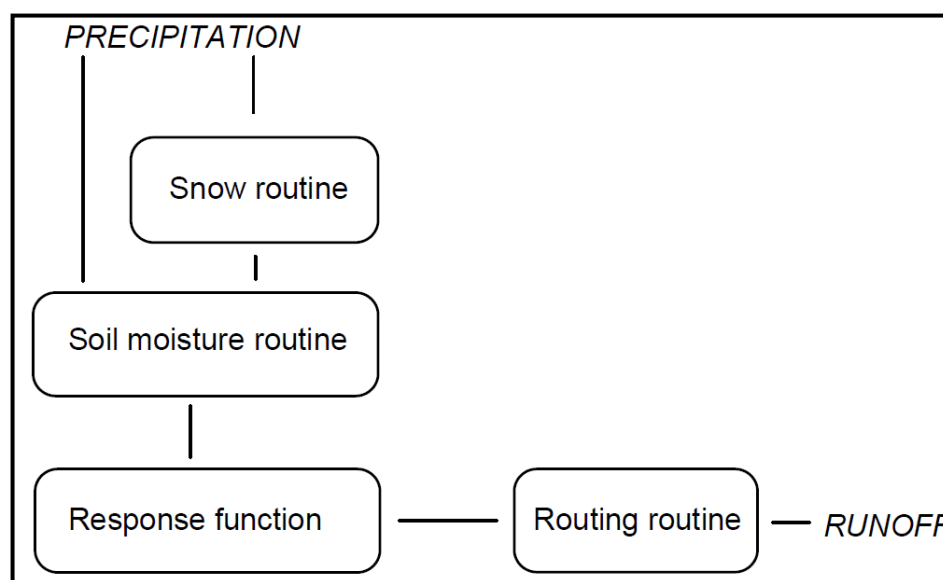 PRECIPITATION
Snow routine
Soil moisture routine
Response function
Routing routine
RUNOFF